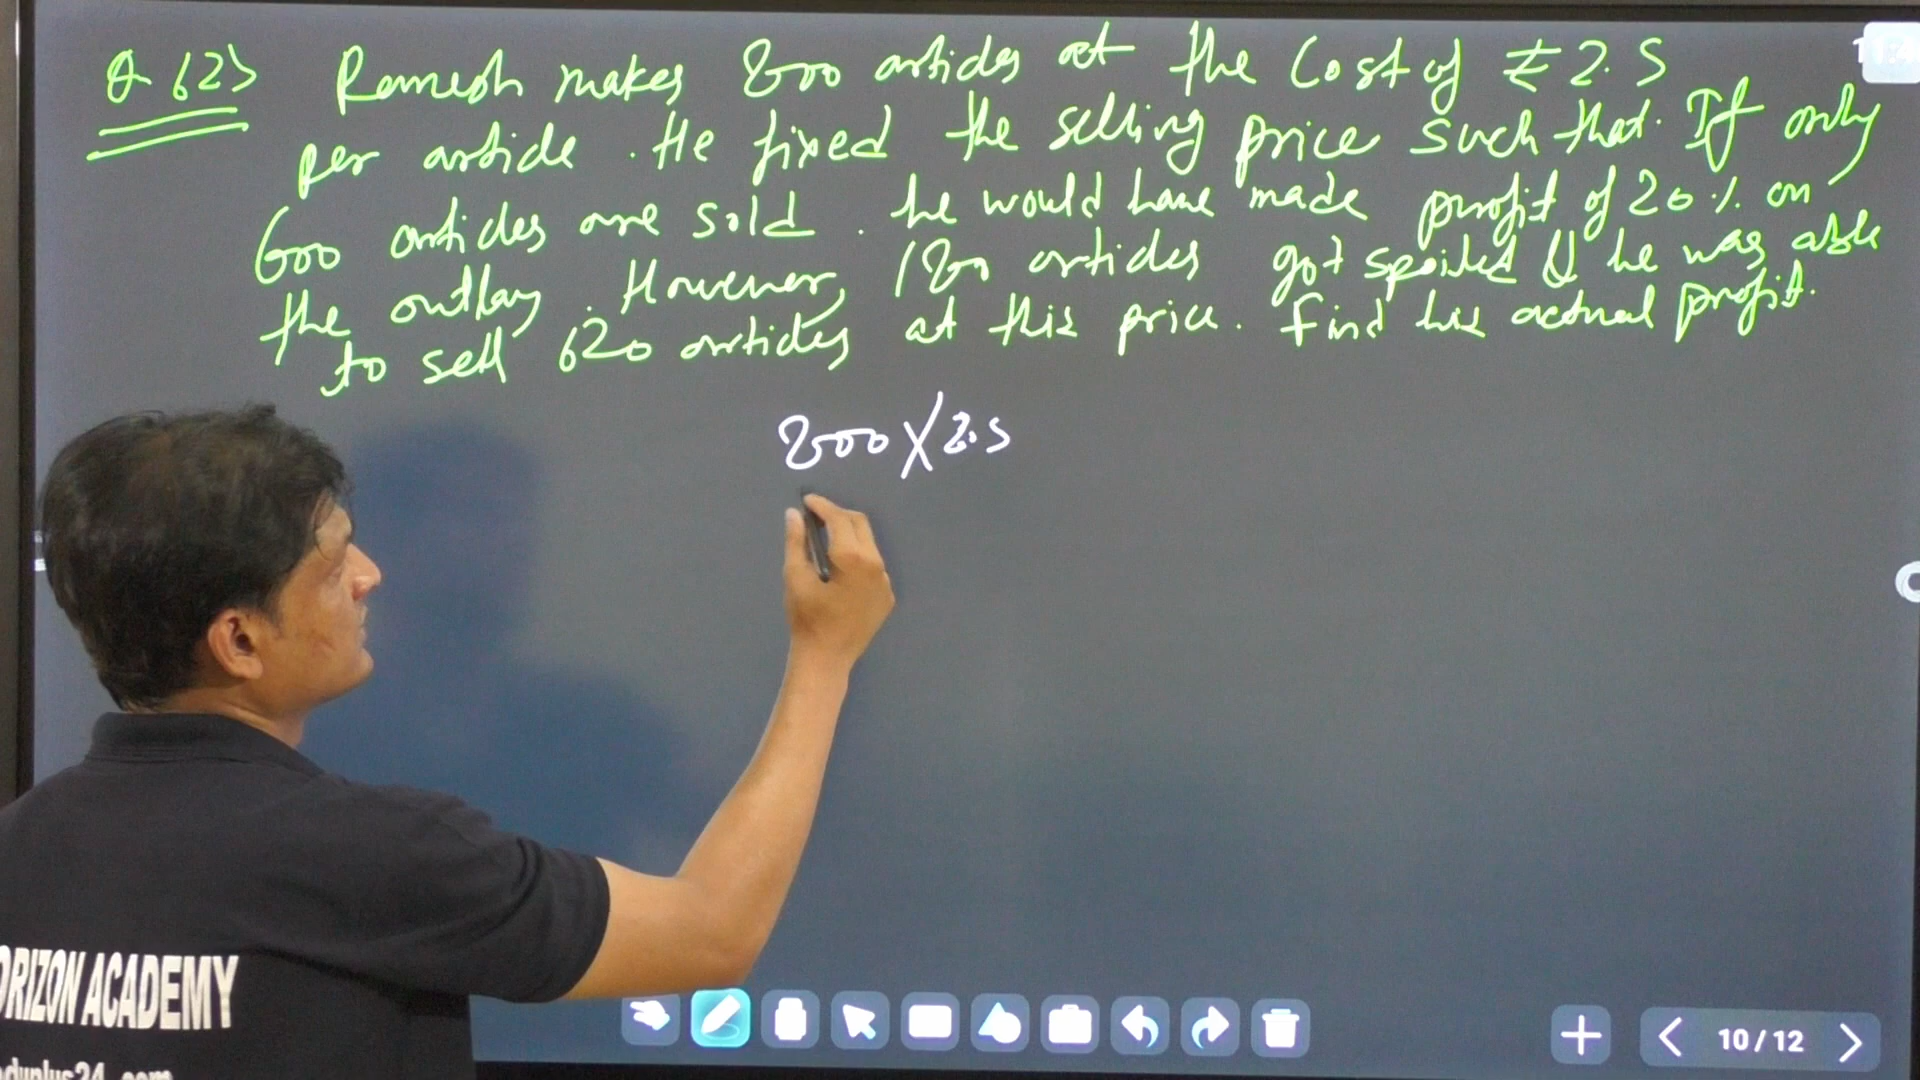 Q 62> Ramesh makes 800 articles at the cost of ₹ 2.5
per article . He fixed the selling price such that. If only
600 articles are sold . he would have made profit of 20% on
the outlay. However, 180 articles got spoiled & he was able
to sell 620 articles at this price. Find his actual profit.
800 X 2.5
ORIZON ACADEMY
10/12